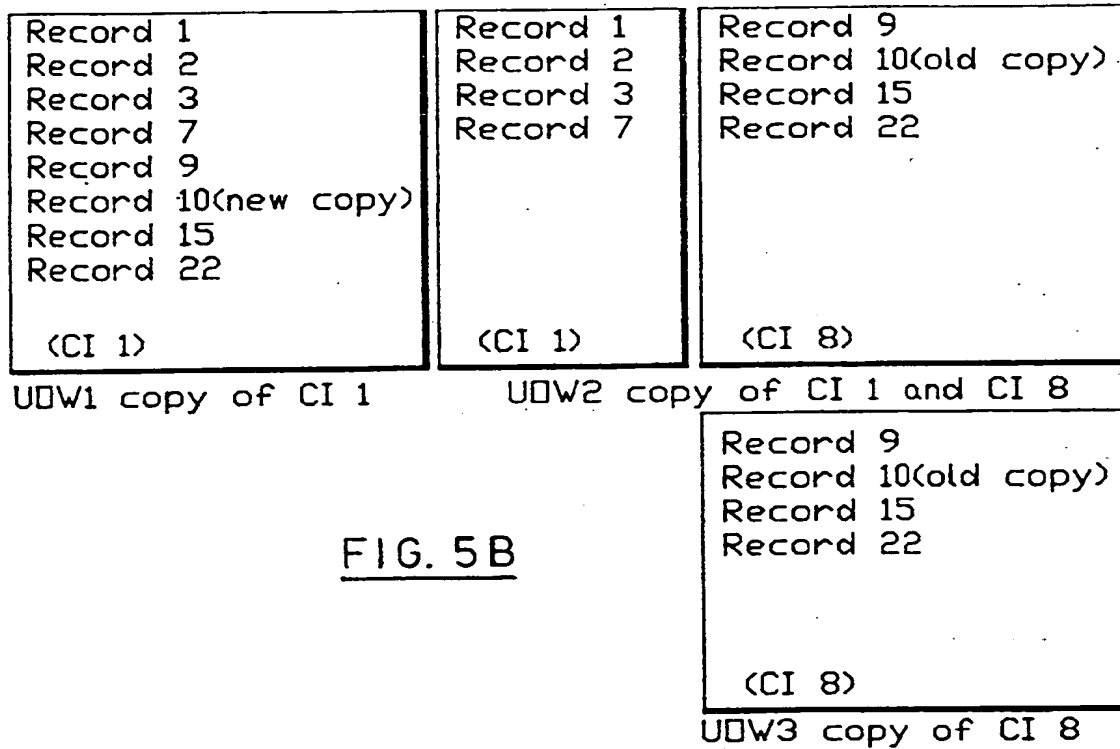 Record 1
Record 2
Record 3
Record 7
Record 9
Record 10(new copy)
Record 15
Record 22
(CI 1)
UOW1 copy of CI 1
Record 1
Record 2
Record 3
Record 7
(CI 1)
Record 9
Record 10(old copy)
Record 15
Record 22
(CI 8)
UOW2 copy of CI 1 and CI 8
Record 9
Record 10(old copy)
Record 15
Record 22
(CI 8)
UOW3 copy of CI 8
FIG. 5B